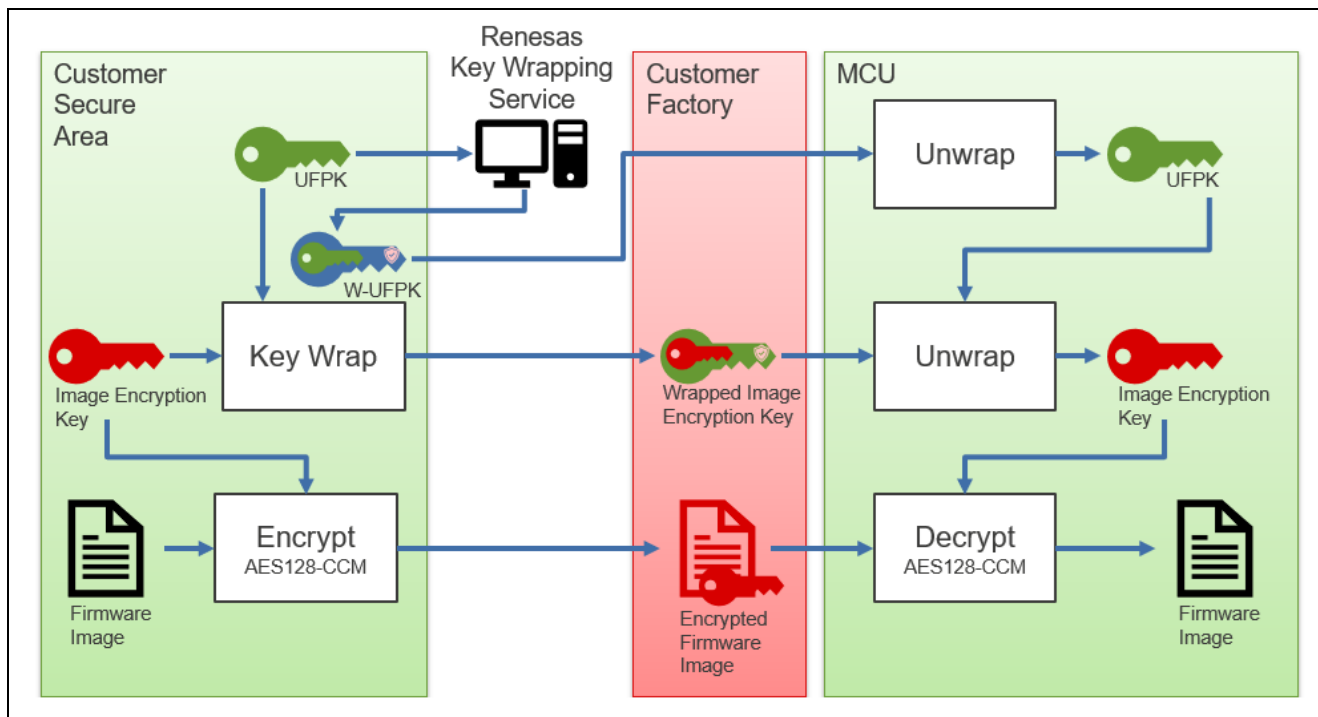 Customer
Secure
Area
Renesas
Key Wrapping
Service
Customer
Factory
MCU
UFPK
Unwrap
UFPK
W-UFPK
Key Wrap
Unwrap
Image Encryption
Key
Wrapped Image
Encryption Key
Image Encryption
Key
Encrypt
AES128-CCM
Decrypt
AES128-CCM
Firmware
Image
Encrypted
Firmware
Image
Firmware
Image